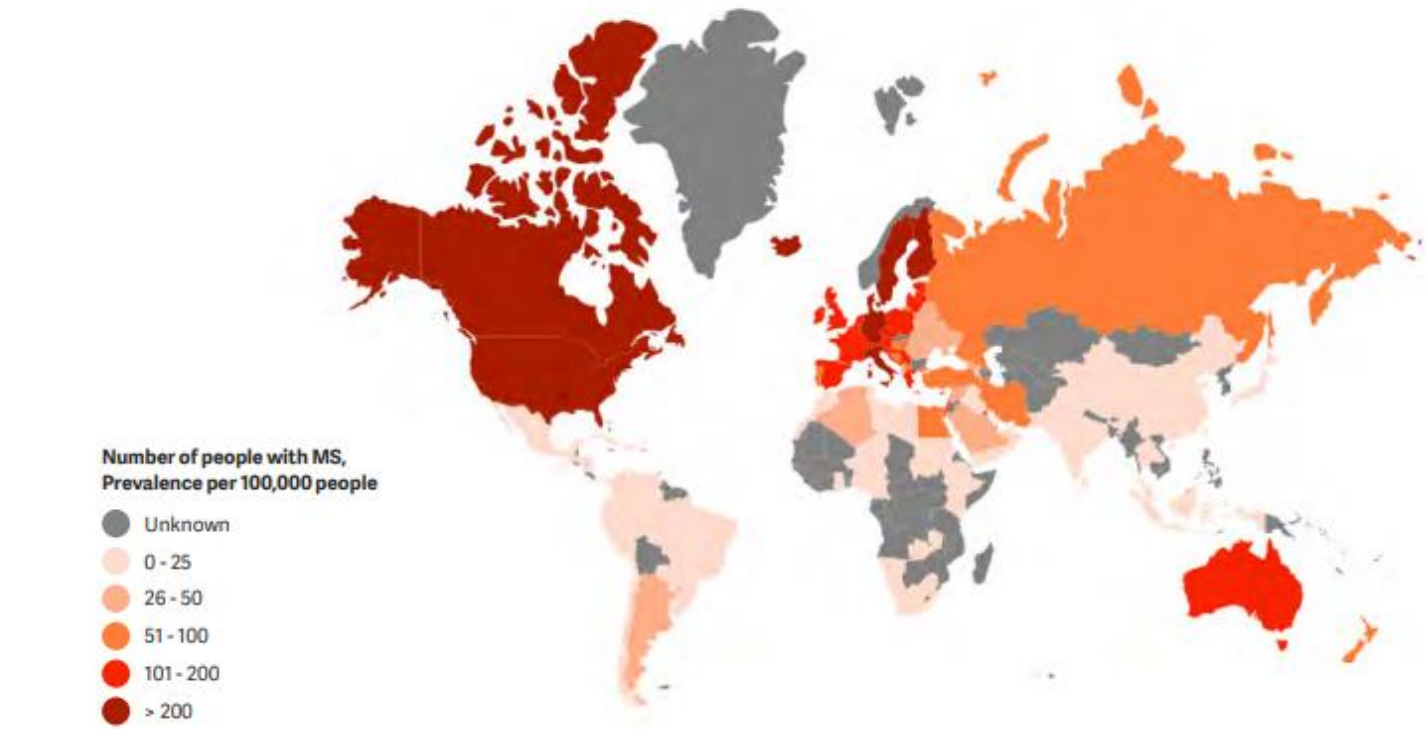 Number of people with MS,
Prevalence per 100,000 people
Unknown
0 - 25
26 - 50
51 - 100
101 - 200
> 200